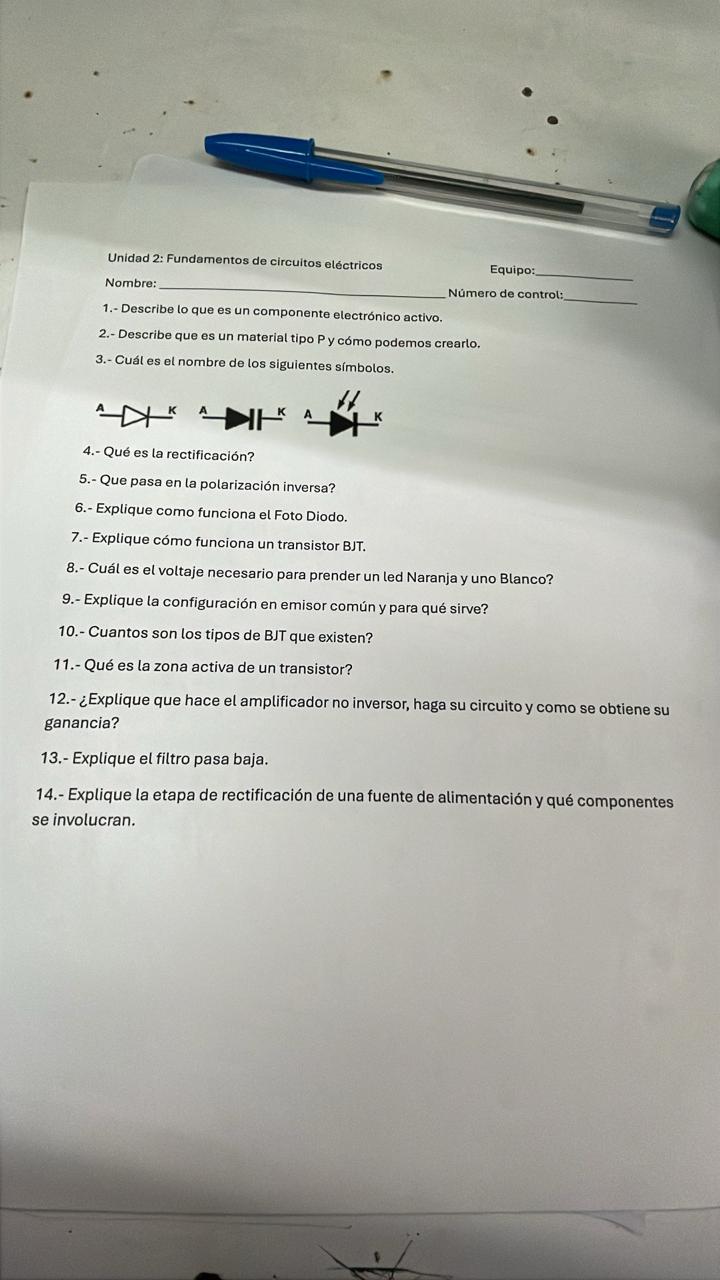 Unidad 2: Fundamentos de circuitos eléctricos
Equipo:____________
Nombre: ____________________________________ Número de control:__________
1.- Describe lo que es un componente electrónico activo.
2.- Describe que es un material tipo P y cómo podemos crearlo.
3.- Cuál es el nombre de los siguientes símbolos.
A K A K A K
4.- Qué es la rectificación?
5.- Que pasa en la polarización inversa?
6.- Explique como funciona el Foto Diodo.
7.- Explique cómo funciona un transistor BJT.
8.- Cuál es el voltaje necesario para prender un led Naranja y uno Blanco?
9.- Explique la configuración en emisor común y para qué sirve?
10.- Cuantos son los tipos de BJT que existen?
11.- Qué es la zona activa de un transistor?
12.- ¿Explique que hace el amplificador no inversor, haga su circuito y como se obtiene su
ganancia?
13.- Explique el filtro pasa baja.
14.- Explique la etapa de rectificación de una fuente de alimentación y qué componentes
se involucran.